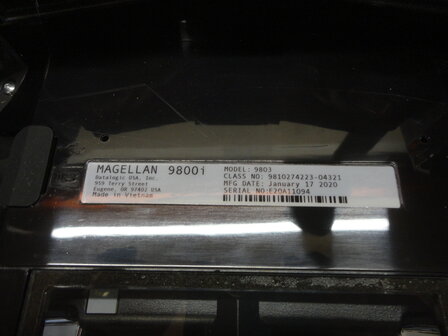 MAGELLAN 9800i
Datalogic USA, Inc.
959 Terry Street
Eugene, OR 97402 USA
Made in Vietnam
MODEL: 9803
CLASS NO: 9810274223-04321
MFG DATE: January 17 2020
SERIAL NO:E20A11094